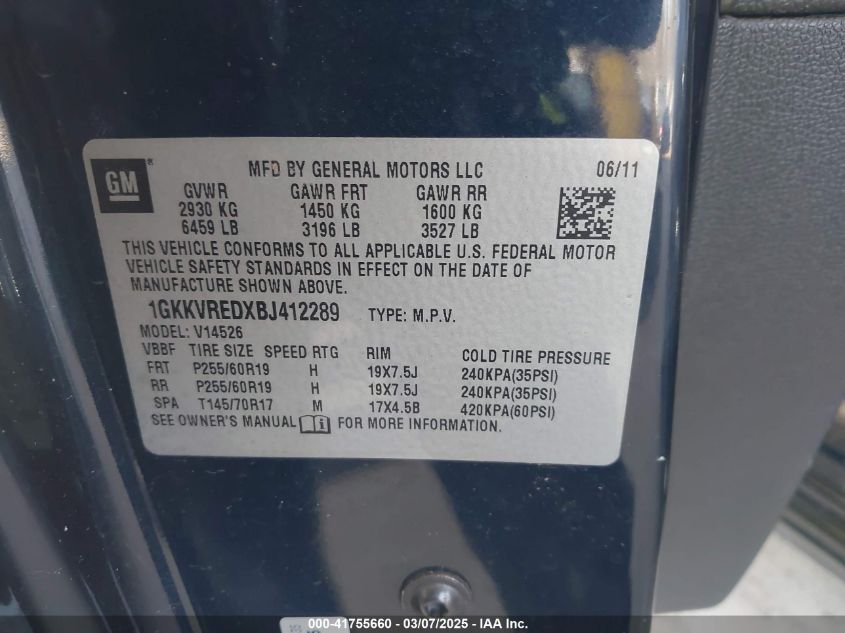 GM ®
MFD BY GENERAL MOTORS LLC 06/11
GVWR GAWR FRT GAWR RR
2930 KG 1450 KG 1600 KG
6459 LB 3196 LB 3527 LB
THIS VEHICLE CONFORMS TO ALL APPLICABLE U.S. FEDERAL MOTOR
VEHICLE SAFETY STANDARDS IN EFFECT ON THE DATE OF
MANUFACTURE SHOWN ABOVE.
1GKKVREDXBJ412289 TYPE: M.P.V.
MODEL: V14526
VBBF TIRE SIZE SPEED RTG RIM COLD TIRE PRESSURE
FRT P255/60R19 H 19X7.5J 240KPA(35PSI)
RR P255/60R19 H 19X7.5J 240KPA(35PSI)
SPA T145/70R17 M 17X4.5B 420KPA(60PSI)
SEE OWNER'S MANUAL FOR MORE INFORMATION.
000-41755660 - 03/07/2025 - IAA Inc.